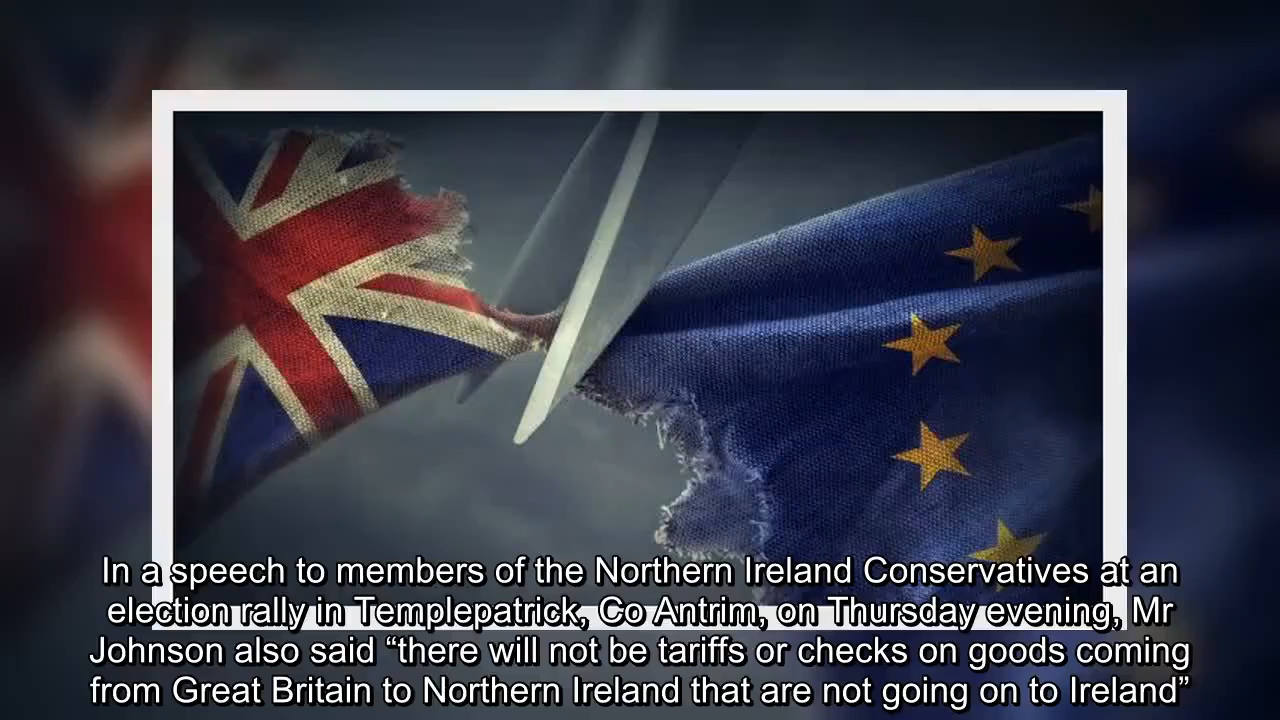 In a speech to members of the Northern Ireland Conservatives at an
election rally in Templepatrick, Co Antrim, on Thursday evening, Mr
Johnson also said “there will not be tariffs or checks on goods coming
from Great Britain to Northern Ireland that are not going on to Ireland”